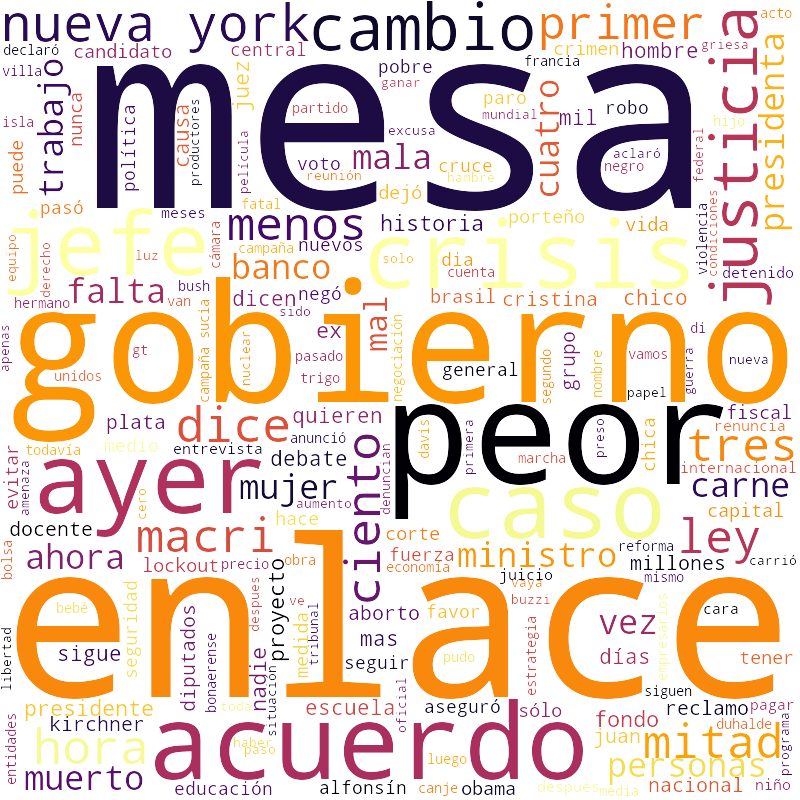 nueva york
cambio
primer
acto
declaró
candidato
central
francia
crimen
hombre
griesa
villa
mesa
pobre
ganar
paro
mundial
juez
isla
nunca
trabajo
política
productores
causa
partido
robo
mil
cuatro
justicia
presidenta
hijo
federal
puede
película
voto
mala
excusa
cruce
hambre
aclaró
negro
reunión
pasó
meses
fatal
dejó
menos
historia
porteño
vida
violencia
condiciones
equipo
derecho
jefe
luz
cámara
campaña
nuevos
solo
dia
crisis
cuenta
detenido
bush
banco
hermano
van
falta
dicen
negó
sido
mal
brasil
cristina
chico
apenas
gobierno
gt
campaña sucia
nuclear
ex
pasado
negociación
general
segundo
grupo
nombre
vamos
guerra
di
nueva
unidos
trigo
papel
plata
dice
quieren
peor
fiscal
renuncia
todavía
medio
entrevista
anunció
debate
davis
primera
marcha
preso
chica
tres
internacional
evitar
amenaza
ayer
mujer
aumento
denuncian
caso
carne
capital
docente
cero
hace
ciento
bolsa
ahora
macri
lockout
precio
proyecto
obra
corte
fuerza
economía
ministro
juicio
reforma
millones
ley
mismo
carrió
libertad
bebé
enlace
seguridad
despues
ve
tribunal
medida
aborto
favor
vaya
buzzi
cara
empresarios
sigue
diputados
bonaerense
nadie
situación
mas
seguir
pudo
estrategia
vez
días
tener
siguen
presidente
toda
escuela
oficial
aseguró
sólo
fondo
reclamo
pagar
kirchner
hora
haber
paso
acuerdo
luego
juan
duhalde
mitad
programa
entidades
muerto
educación
alfonsín
canje
obama
después
media
personas
nacional
niño